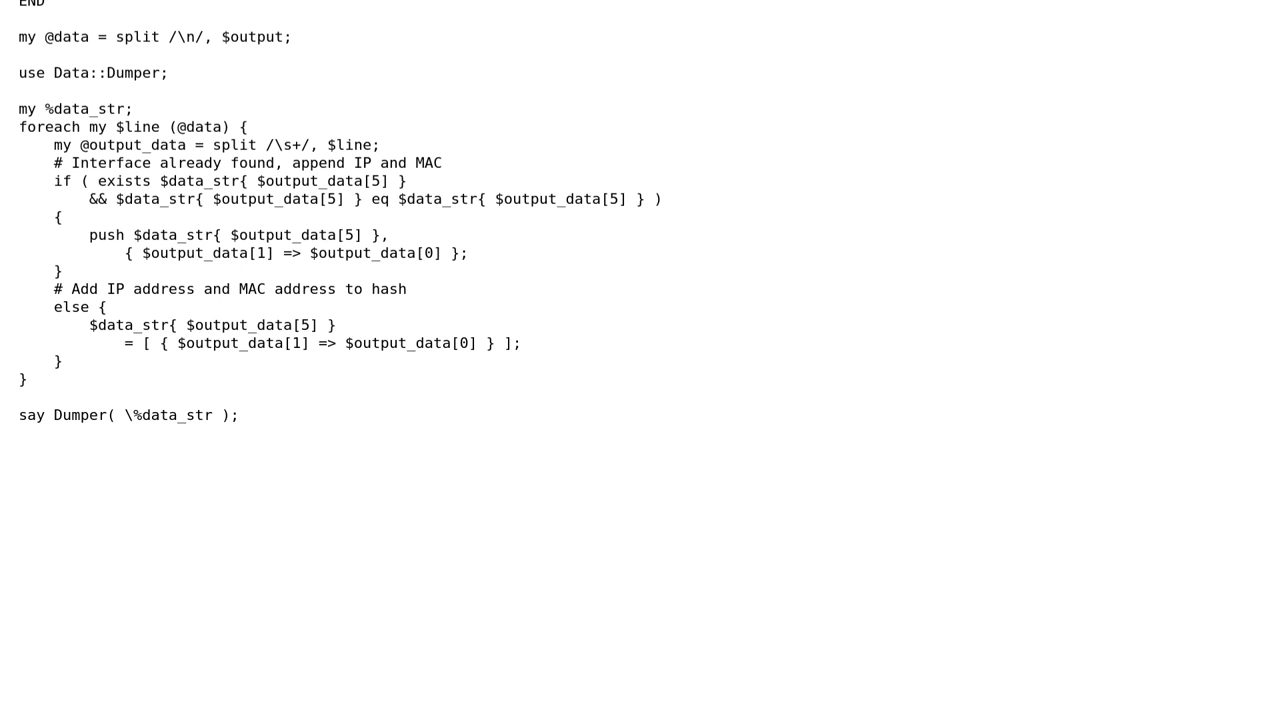 END

my @data = split /\n/, $output;

use Data::Dumper;

my %data_str;
foreach my $line (@data) {
    my @output_data = split /\s+/, $line;
    # Interface already found, append IP and MAC
    if ( exists $data_str{ $output_data[5] }
        && $data_str{ $output_data[5] } eq $data_str{ $output_data[5] } )
    {
        push $data_str{ $output_data[5] },
            { $output_data[1] => $output_data[0] };
    }
    # Add IP address and MAC address to hash
    else {
        $data_str{ $output_data[5] }
            = [ { $output_data[1] => $output_data[0] } ];
    }
}

say Dumper( \%data_str );